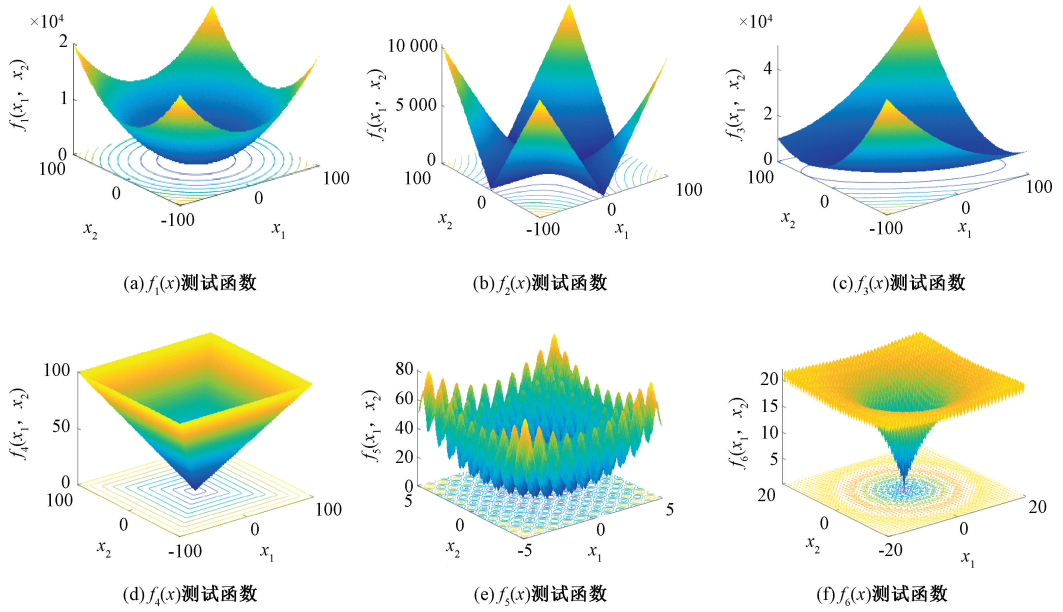 ×10⁴
2
1
0
100
0
-100
0
100
f₁(x₁, x₂)
x₂
x₁
(a) f₁(x)测试函数
10 000
5 000
0
100
0
-100
0
100
f₂(x₁, x₂)
x₂
x₁
(b) f₂(x)测试函数
×10⁴
4
2
0
100
0
-100
0
100
f₃(x₁, x₂)
x₂
x₁
(c) f₃(x)测试函数
100
50
0
100
0
-100
0
100
f₄(x₁, x₂)
x₂
x₁
(d) f₄(x)测试函数
80
60
40
20
0
5
0
-5
0
5
f₅(x₁, x₂)
x₂
x₁
(e) f₅(x)测试函数
20
15
10
5
20
0
-20
0
20
f₆(x₁, x₂)
x₂
x₁
(f) f₆(x)测试函数